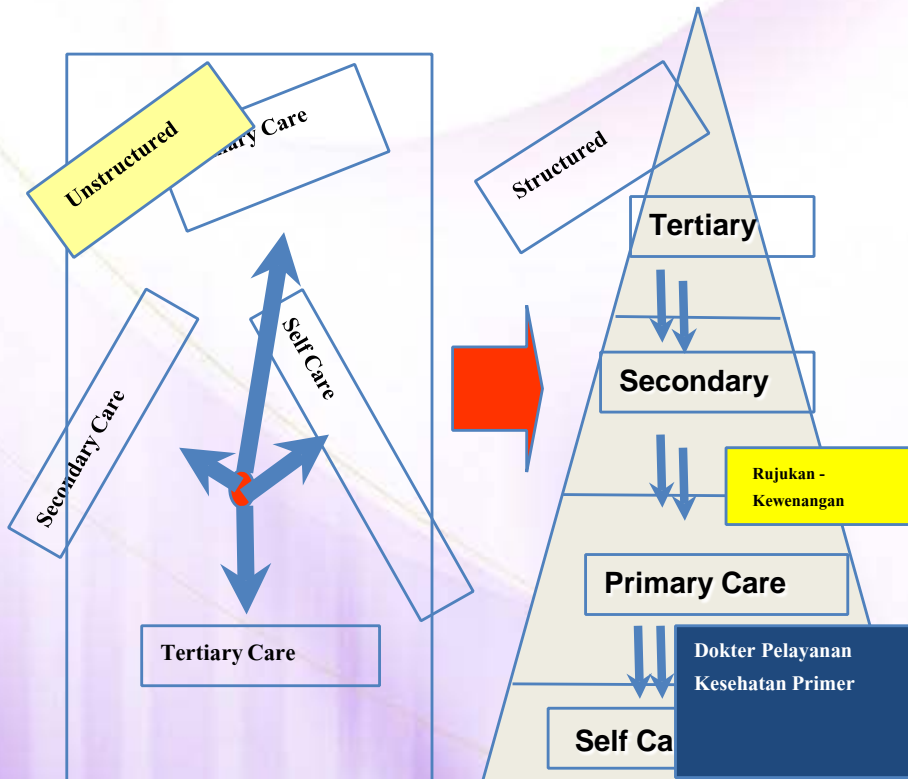 Unstructured
Care
Secondary Care
Self Care
Tertiary Care
Structured
Tertiary
Secondary
Rujukan -
Kewenangan
Primary Care
Dokter Pelayanan
Kesehatan Primer
Self